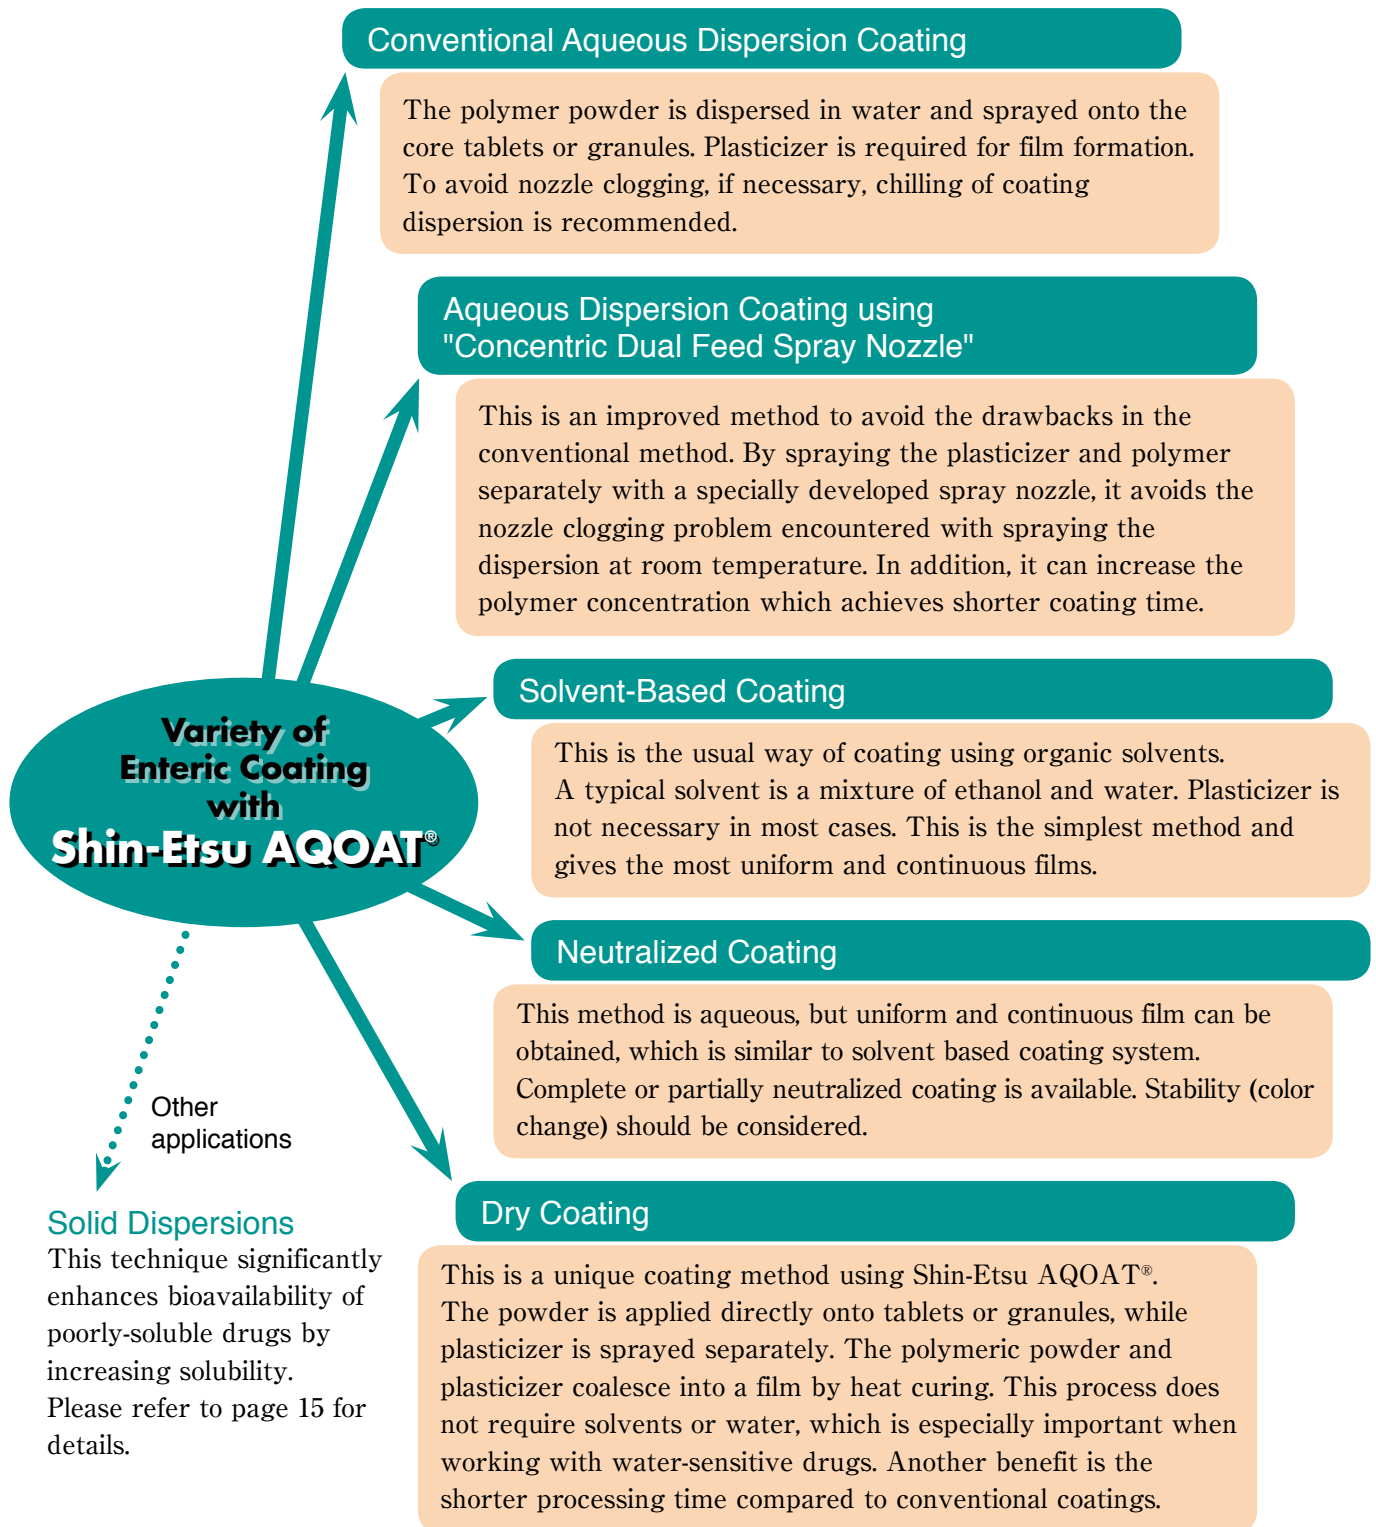 Conventional Aqueous Dispersion Coating
The polymer powder is dispersed in water and sprayed onto the
core tablets or granules. Plasticizer is required for film formation.
To avoid nozzle clogging, if necessary, chilling of coating
dispersion is recommended.
Aqueous Dispersion Coating using
"Concentric Dual Feed Spray Nozzle"
This is an improved method to avoid the drawbacks in the
conventional method. By spraying the plasticizer and polymer
separately with a specially developed spray nozzle, it avoids the
nozzle clogging problem encountered with spraying the
dispersion at room temperature. In addition, it can increase the
polymer concentration which achieves shorter coating time.
Variety of
Enteric Coating
with
Shin-Etsu AQOAT®
Solvent-Based Coating
This is the usual way of coating using organic solvents.
A typical solvent is a mixture of ethanol and water. Plasticizer is
not necessary in most cases. This is the simplest method and
gives the most uniform and continuous films.
Neutralized Coating
This method is aqueous, but uniform and continuous film can be
obtained, which is similar to solvent based coating system.
Complete or partially neutralized coating is available. Stability (color
change) should be considered.
Other
applications
Solid Dispersions
This technique significantly
enhances bioavailability of
poorly-soluble drugs by
increasing solubility.
Please refer to page 15 for
details.
Dry Coating
This is a unique coating method using Shin-Etsu AQOAT®.
The powder is applied directly onto tablets or granules, while
plasticizer is sprayed separately. The polymeric powder and
plasticizer coalesce into a film by heat curing. This process does
not require solvents or water, which is especially important when
working with water-sensitive drugs. Another benefit is the
shorter processing time compared to conventional coatings.